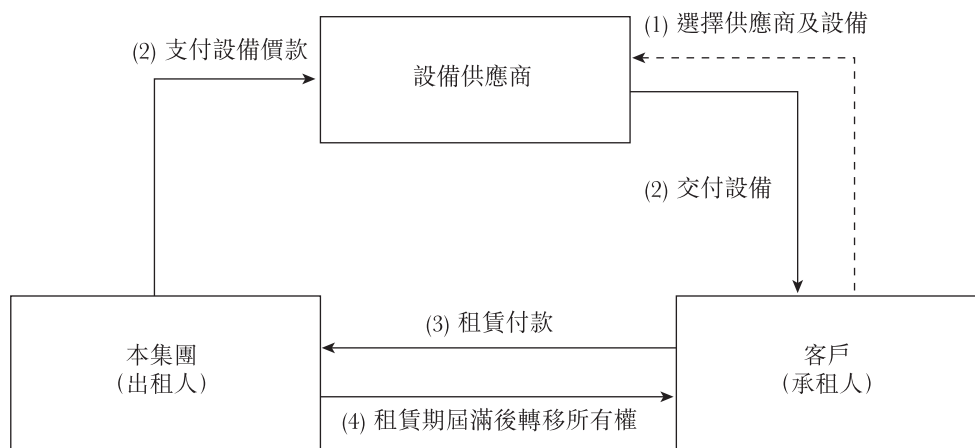 (1) 選擇供應商及設備
(2) 支付設備價款
設備供應商
(2) 交付設備
(3) 租賃付款
本集團
(出租人)
客戶
(承租人)
(4) 租賃期屆滿後轉移所有權